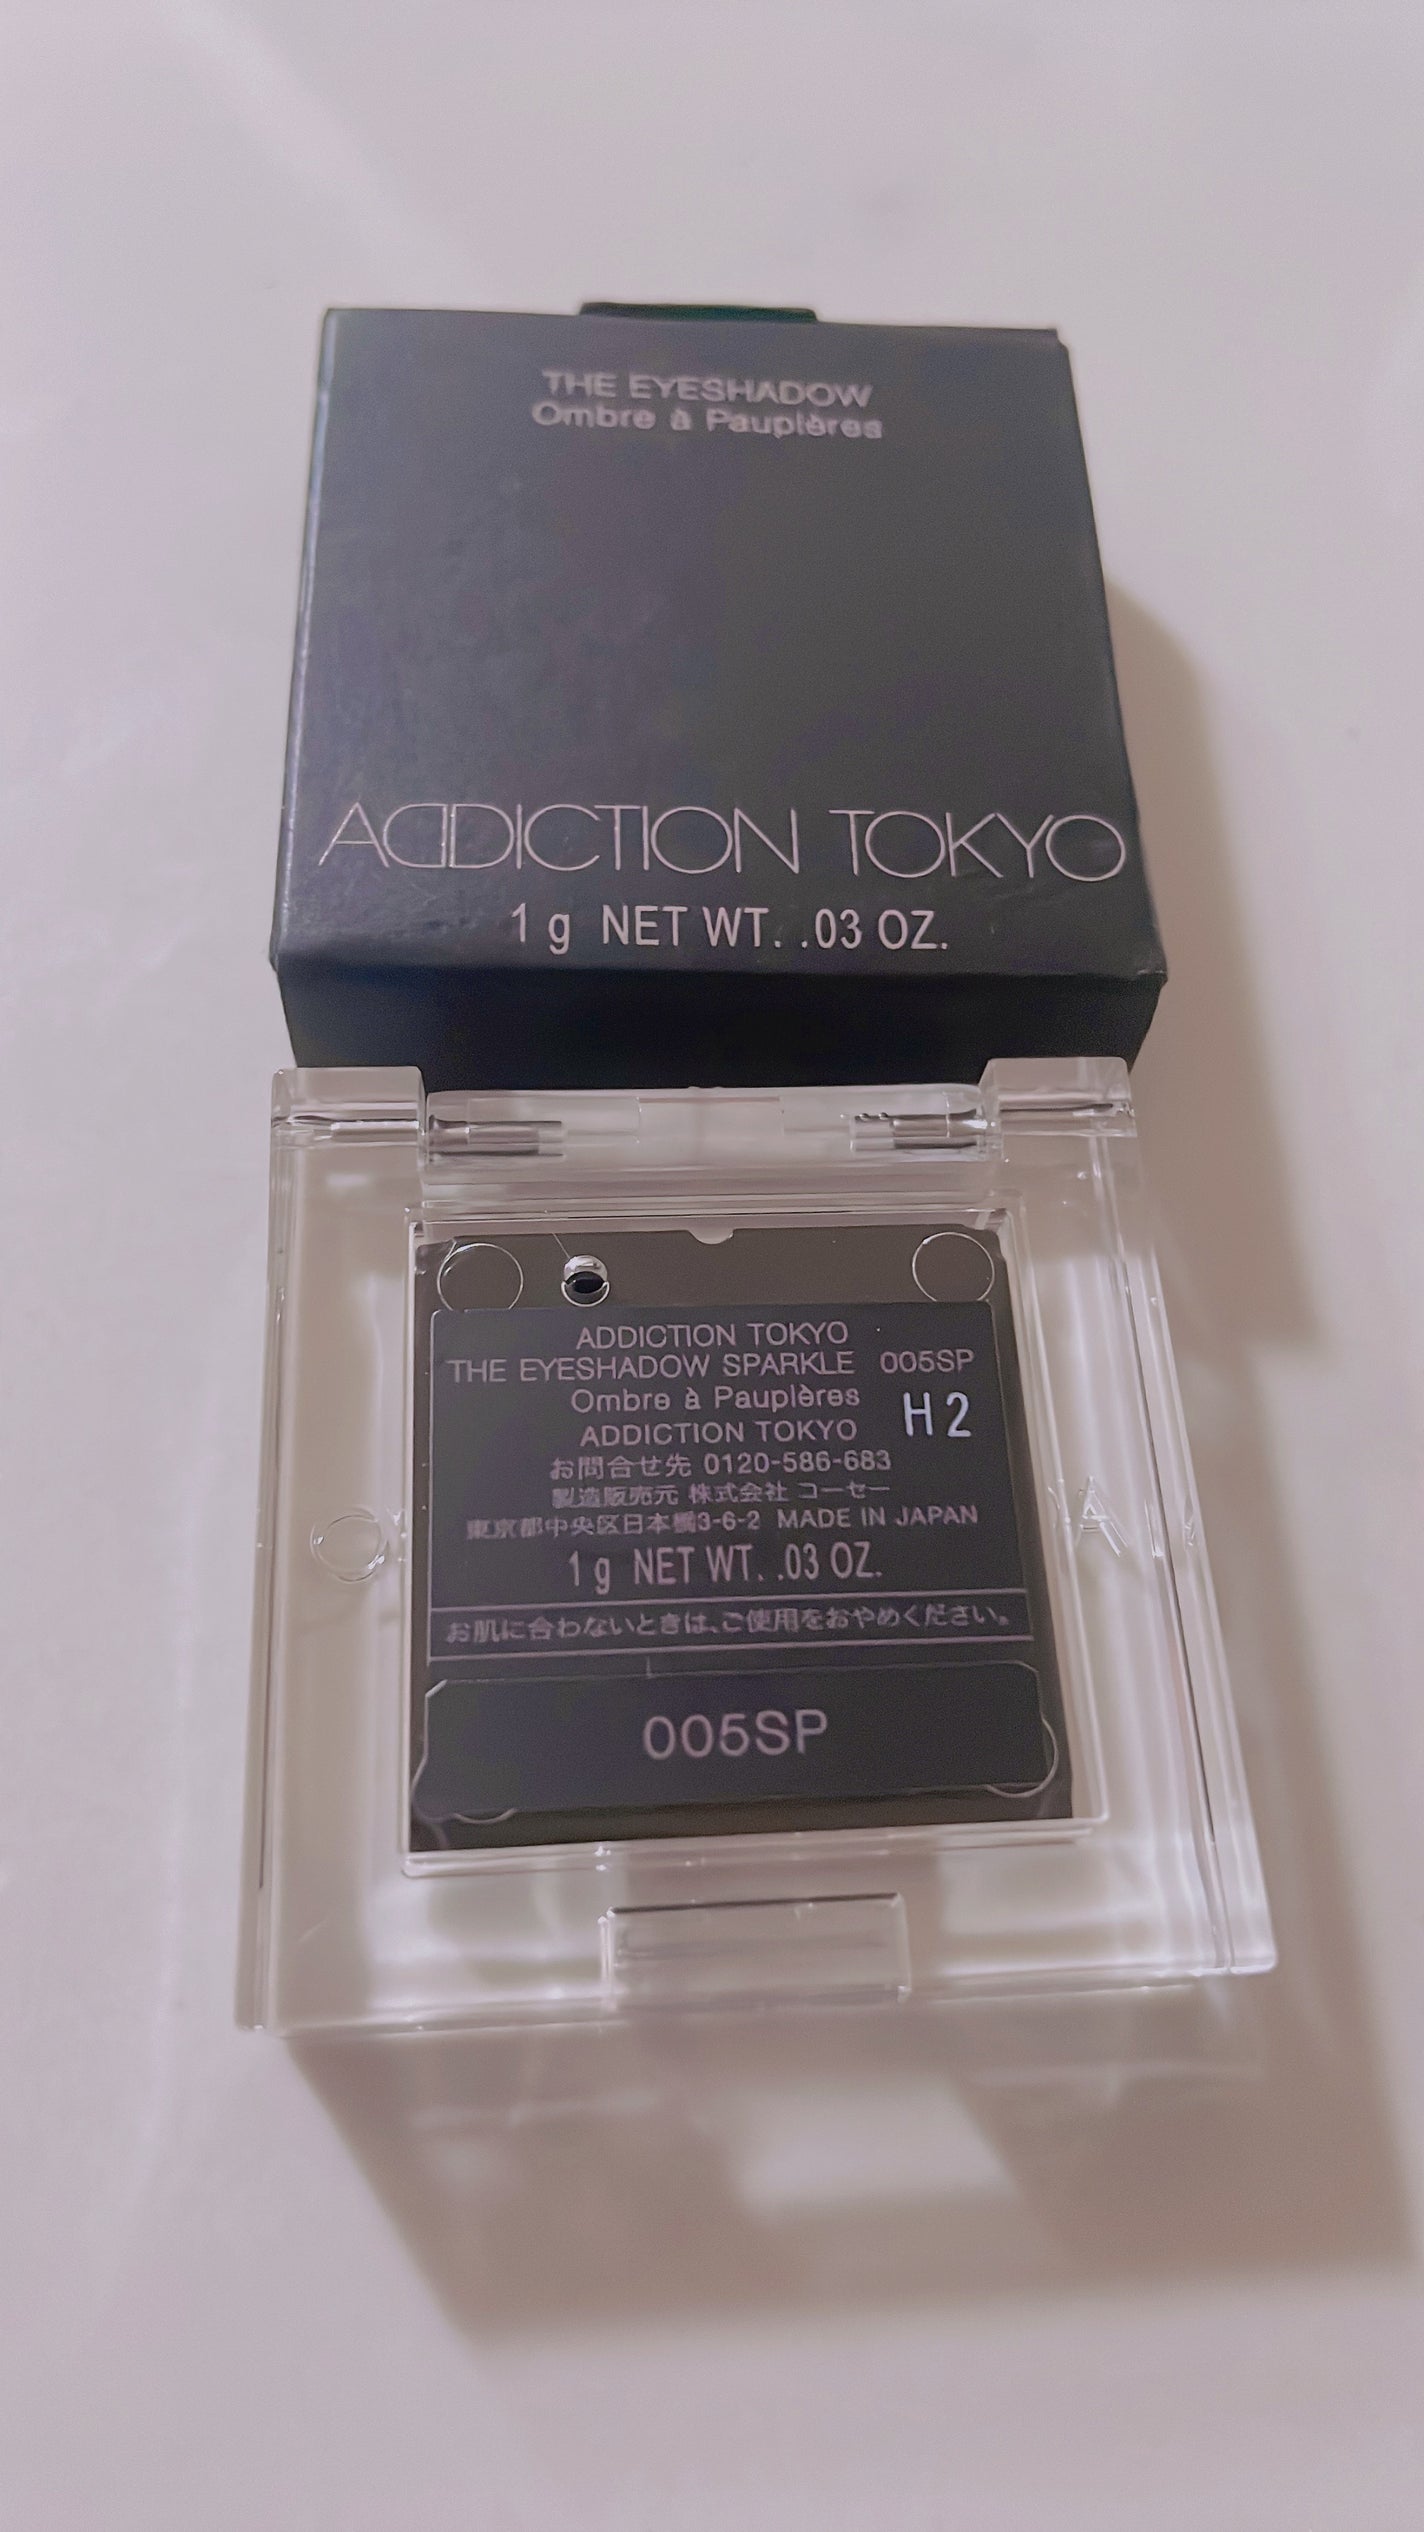 THE EYESHADOW
Ombre à Paupières
ADDICTION TOKYO
1 g NET WT. .03 OZ.
ADDICTION TOKYO
THE EYESHADOW SPARKLE 005SP
Ombre à Paupières
H2
ADDICTION TOKYO
お問合せ先 0120-586-683
製造販売元 株式会社 コーセー
東京都中央区日本橋3-6-2 MADE IN JAPAN
1 g NET WT. .03 OZ.
お肌に合わないときは、ご使用をおやめください。
005SP